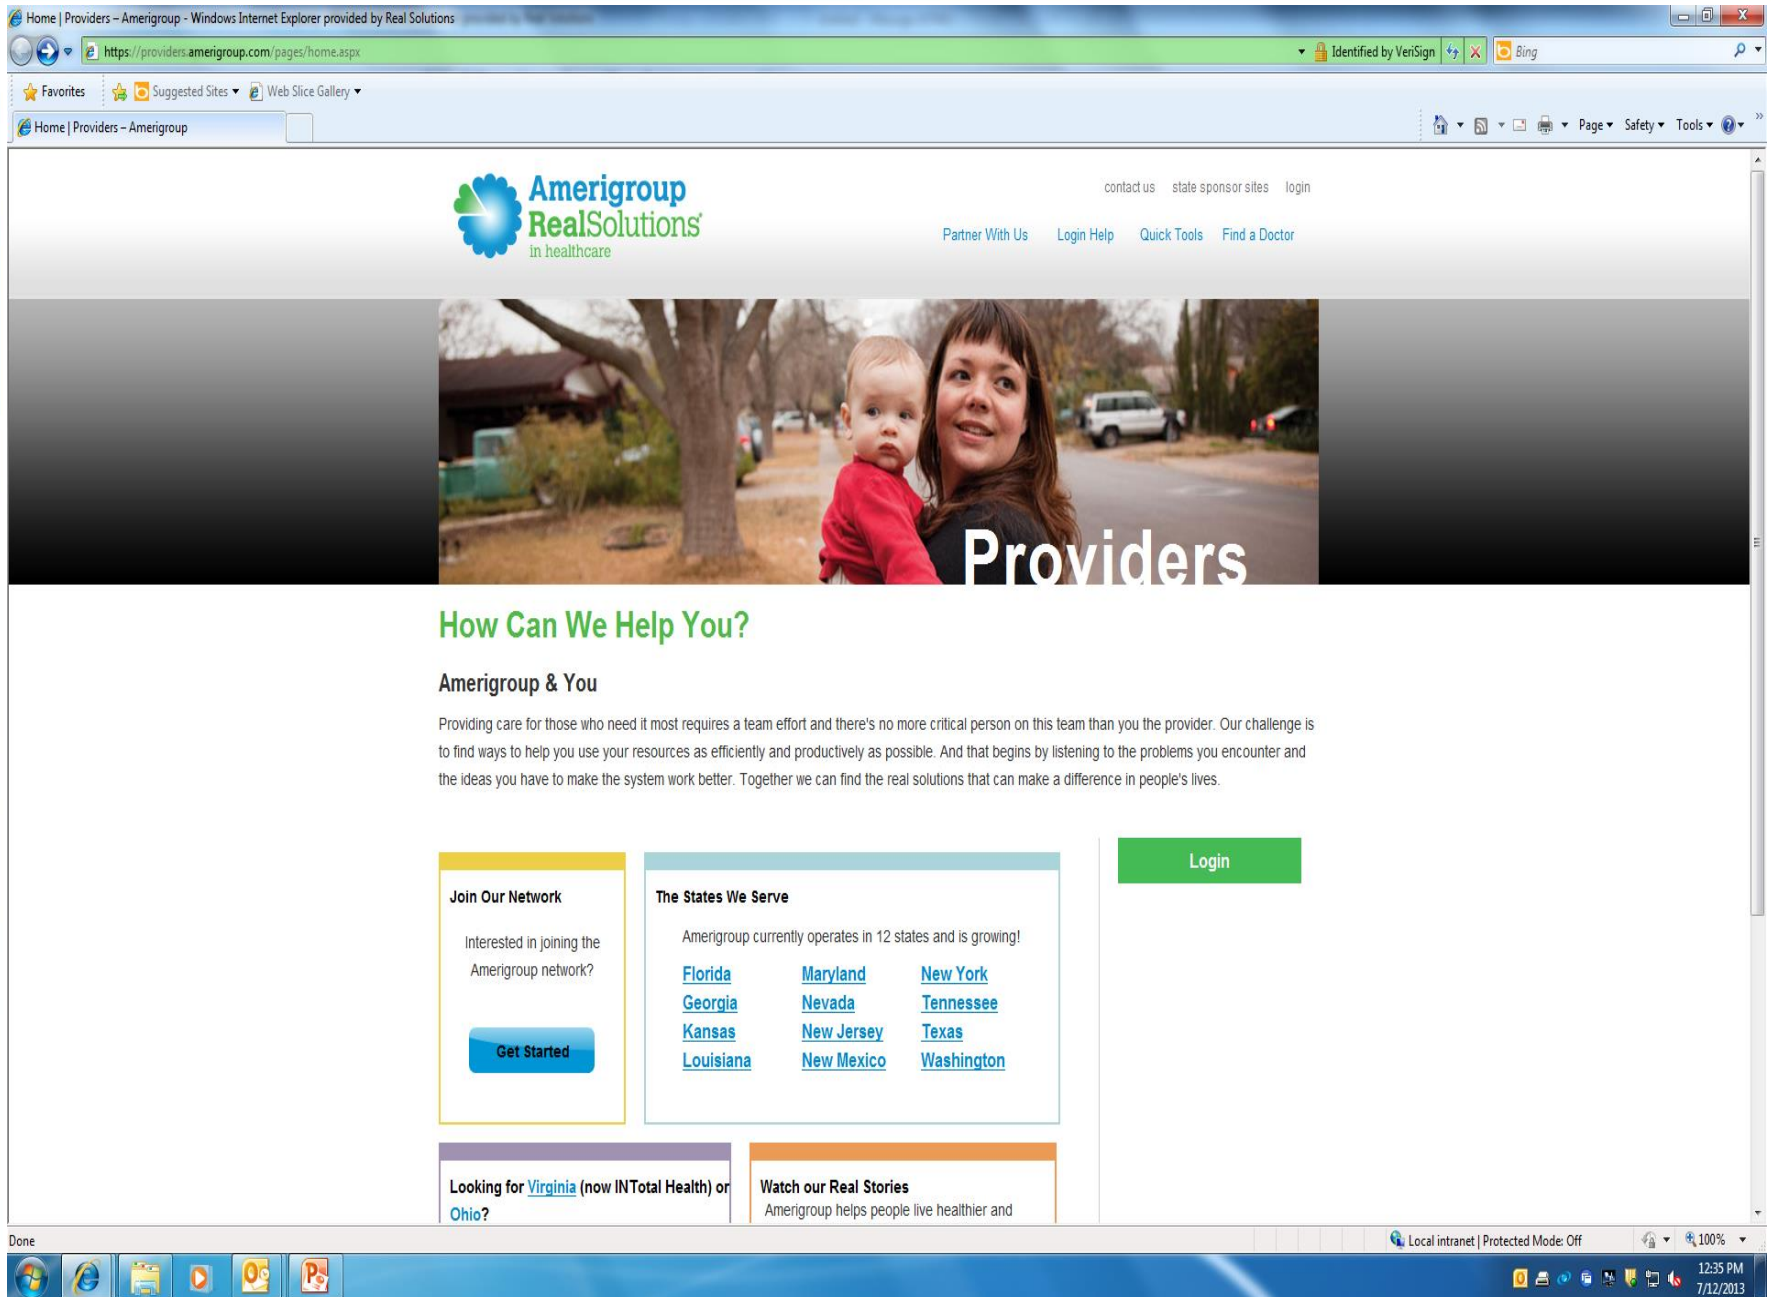 Home | Providers – Amerigroup - Windows Internet Explorer provided by Real Solutions
https://providers.amerigroup.com/pages/home.aspx
Identified by VeriSign
Bing
Favorites
Suggested Sites
Web Slice Gallery
Home | Providers – Amerigroup
Page
Safety
Tools
Amerigroup
RealSolutions®
in healthcare
contact us state sponsor sites login
Partner With Us Login Help Quick Tools Find a Doctor
Providers
How Can We Help You?
Amerigroup & You
Providing care for those who need it most requires a team effort and there's no more critical person on this team than you the provider. Our challenge is
to find ways to help you use your resources as efficiently and productively as possible. And that begins by listening to the problems you encounter and
the ideas you have to make the system work better. Together we can find the real solutions that can make a difference in people's lives.
Login
Join Our Network
Interested in joining the
Amerigroup network?
Get Started
The States We Serve
Amerigroup currently operates in 12 states and is growing!
Florida Maryland New York
Georgia Nevada Tennessee
Kansas New Jersey Texas
Louisiana New Mexico Washington
Looking for Virginia (now INTotal Health) or
Ohio?
Watch our Real Stories
Amerigroup helps people live healthier and
Done
Local intranet | Protected Mode: Off
100%
12:35 PM
7/12/2013